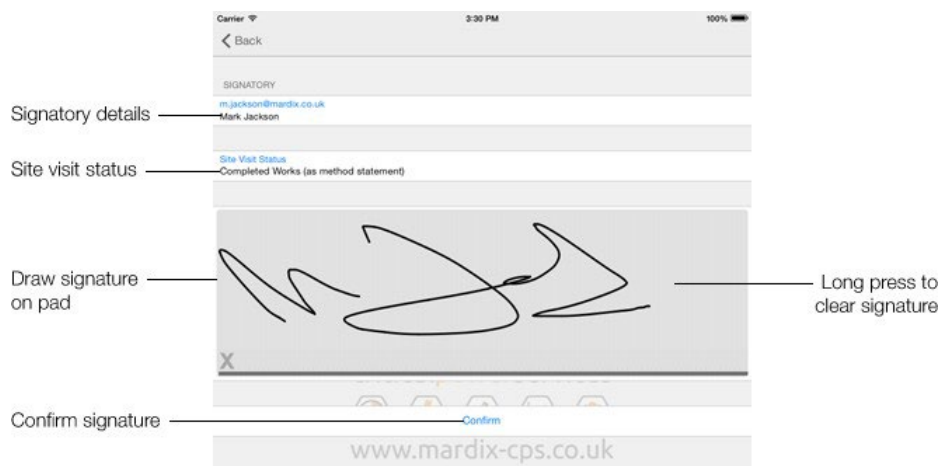 Carrier 3:30 PM 100%
Back
SIGNATORY
m.jackson@mardix.co.uk
Signatory details
Mark Jackson
Site Visit Status
Site visit status
Completed Works (as method statement)
Draw signature
on pad
Long press to
clear signature
X
Confirm signature
Confirm
www.mardix-cps.co.uk